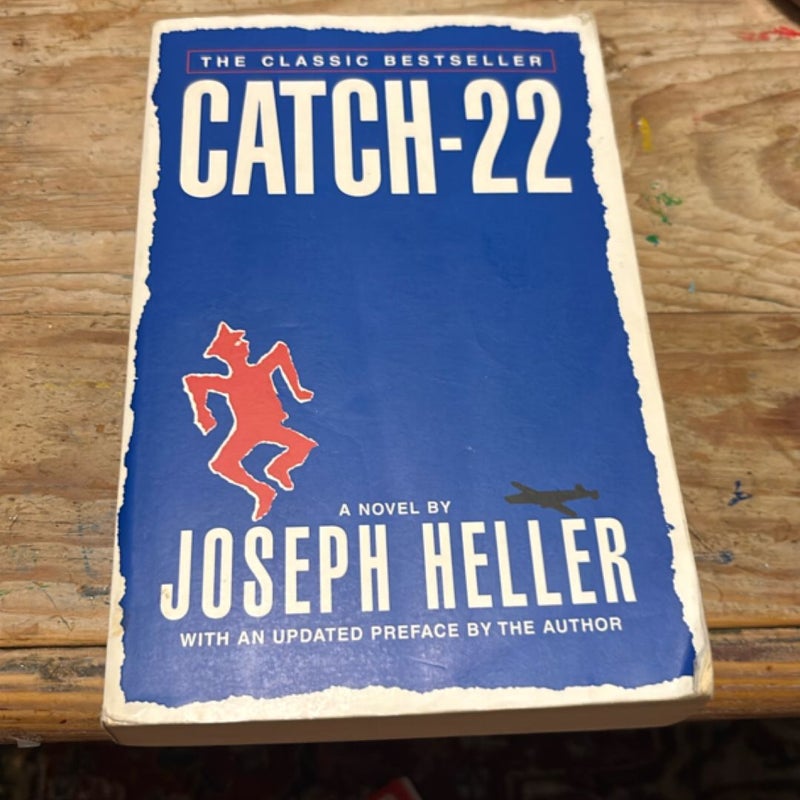 THE CLASSIC BESTSELLER
CATCH-22
A NOVEL BY
JOSEPH HELLER
WITH AN UPDATED PREFACE BY THE AUTHOR